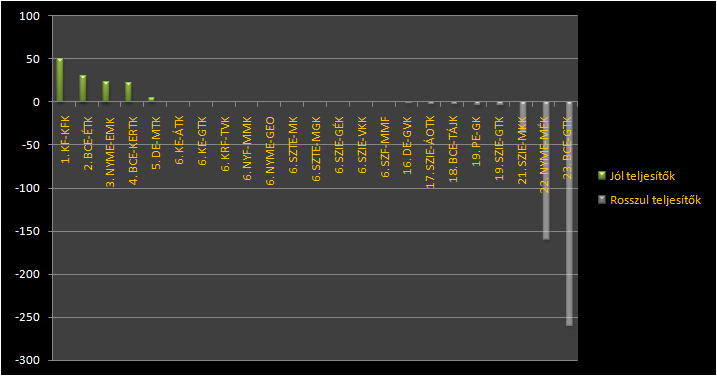 100
50
0
-50
-100
-150
-200
-250
-300
1. KF-KFK
2. BCE-ÉTK
3. NYME-EMK
4. BCE-KERTK
5. DE-MTK
6. KE-ÁTK
6. KE-GTK
6. KRF-TVK
6. NYF-MMK
6. NYME-GEO
6. SZTE-MK
6. SZTE-MGK
6. SZIE-GÉK
6. SZIE-VKK
6. SZF-MMF
16. DE-GVK
17. SZIE-ÁOTK
18. BCE-TÁJK
19. PE-GK
19. SZIE-GTK
21. SZIE-MKK
22. NYME-MÉK
23. BCE-GTK
Jól teljesítők
Rosszul teljesítők